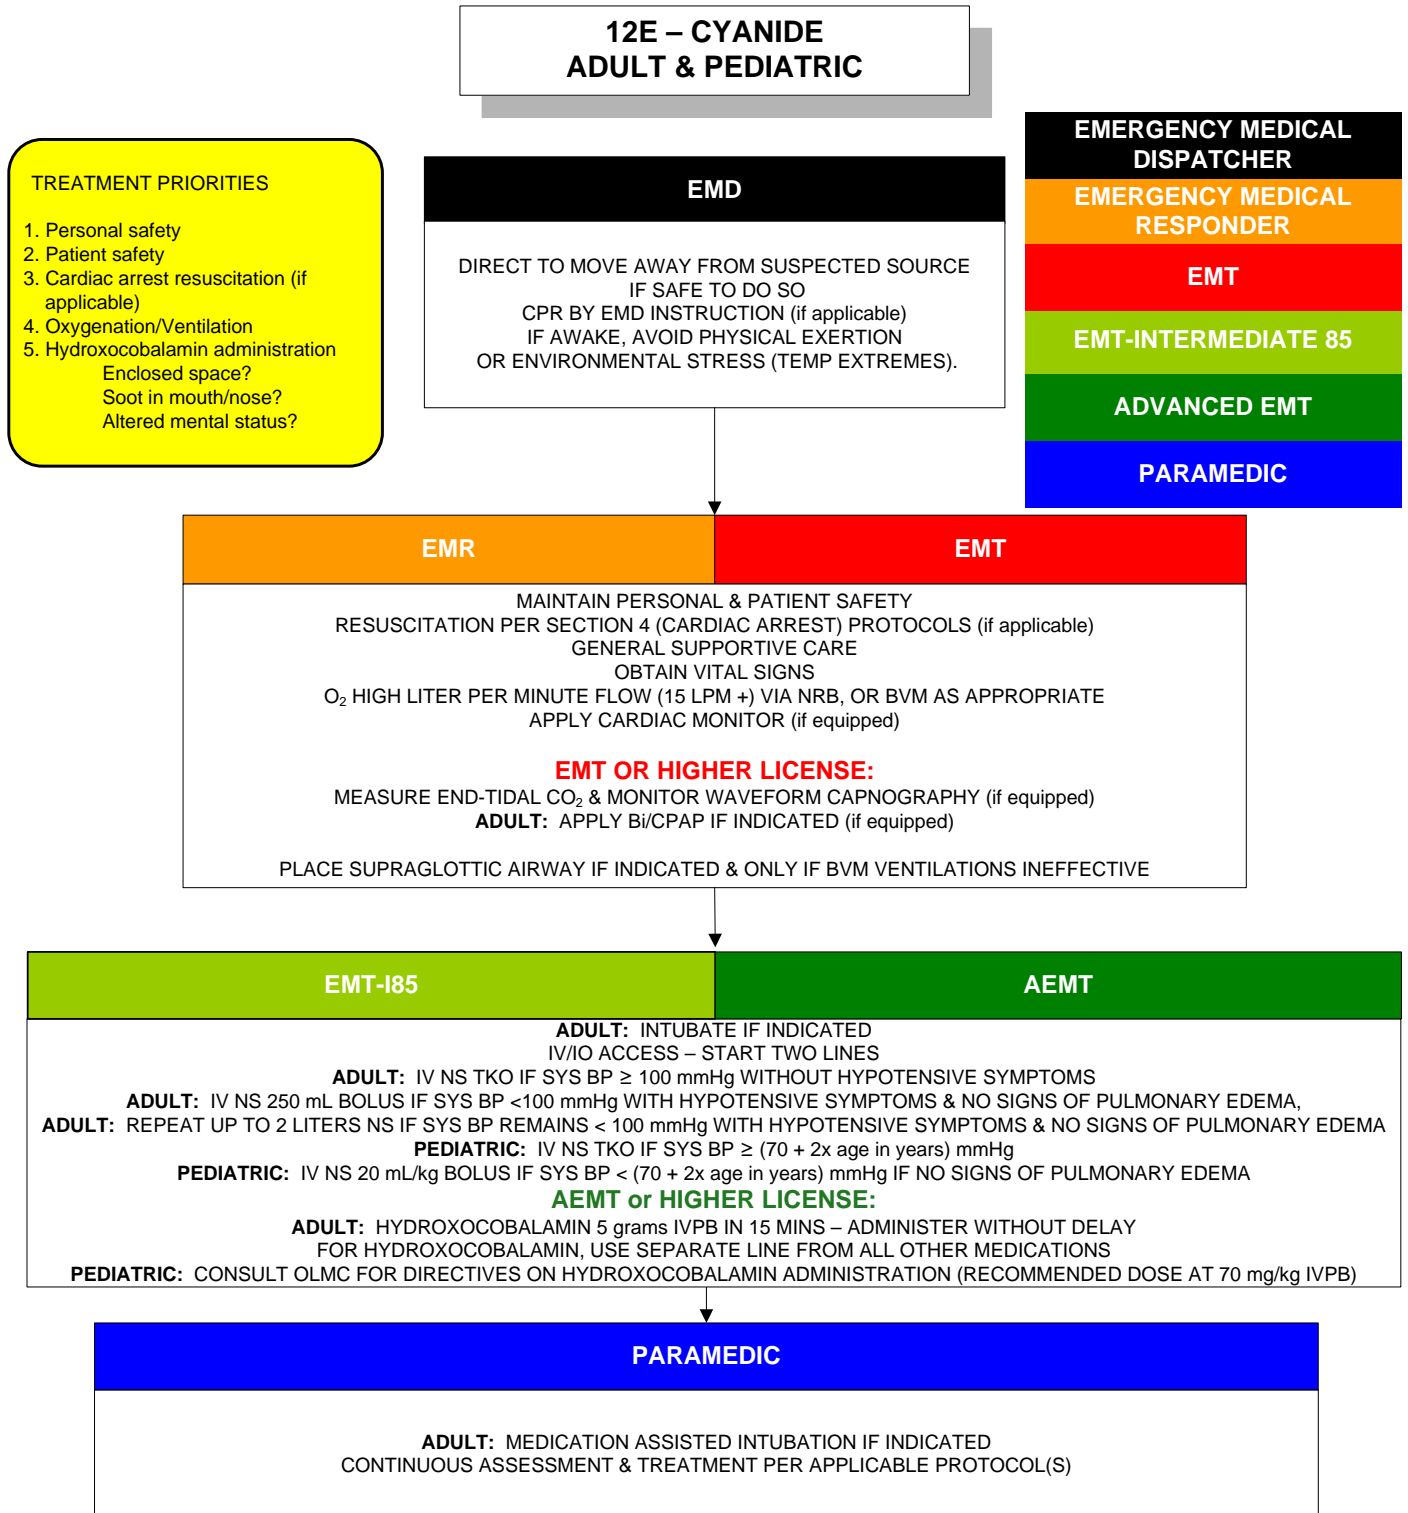 12E – CYANIDE
ADULT & PEDIATRIC
TREATMENT PRIORITIES
1. Personal safety
2. Patient safety
3. Cardiac arrest resuscitation (if
applicable)
4. Oxygenation/Ventilation
5. Hydroxocobalamin administration
Enclosed space?
Soot in mouth/nose?
Altered mental status?
EMD
DIRECT TO MOVE AWAY FROM SUSPECTED SOURCE
IF SAFE TO DO SO
CPR BY EMD INSTRUCTION (if applicable)
IF AWAKE, AVOID PHYSICAL EXERTION
OR ENVIRONMENTAL STRESS (TEMP EXTREMES).
EMERGENCY MEDICAL
DISPATCHER
EMERGENCY MEDICAL
RESPONDER
EMT
EMT-INTERMEDIATE 85
ADVANCED EMT
PARAMEDIC
EMR
EMT
MAINTAIN PERSONAL & PATIENT SAFETY
RESUSCITATION PER SECTION 4 (CARDIAC ARREST) PROTOCOLS (if applicable)
GENERAL SUPPORTIVE CARE
OBTAIN VITAL SIGNS
O₂ HIGH LITER PER MINUTE FLOW (15 LPM +) VIA NRB, OR BVM AS APPROPRIATE
APPLY CARDIAC MONITOR (if equipped)
EMT OR HIGHER LICENSE:
MEASURE END-TIDAL CO₂ & MONITOR WAVEFORM CAPNOGRAPHY (if equipped)
ADULT: APPLY Bi/CPAP IF INDICATED (if equipped)
PLACE SUPRAGLOTTIC AIRWAY IF INDICATED & ONLY IF BVM VENTILATIONS INEFFECTIVE
EMT-I85
AEMT
ADULT: INTUBATE IF INDICATED
IV/IO ACCESS – START TWO LINES
ADULT: IV NS TKO IF SYS BP ≥ 100 mmHg WITHOUT HYPOTENSIVE SYMPTOMS
ADULT: IV NS 250 mL BOLUS IF SYS BP <100 mmHg WITH HYPOTENSIVE SYMPTOMS & NO SIGNS OF PULMONARY EDEMA,
ADULT: REPEAT UP TO 2 LITERS NS IF SYS BP REMAINS < 100 mmHg WITH HYPOTENSIVE SYMPTOMS & NO SIGNS OF PULMONARY EDEMA
PEDIATRIC: IV NS TKO IF SYS BP ≥ (70 + 2x age in years) mmHg
PEDIATRIC: IV NS 20 mL/kg BOLUS IF SYS BP < (70 + 2x age in years) mmHg IF NO SIGNS OF PULMONARY EDEMA
AEMT or HIGHER LICENSE:
ADULT: HYDROXOCOBALAMIN 5 grams IVPB IN 15 MINS – ADMINISTER WITHOUT DELAY
FOR HYDROXOCOBALAMIN, USE SEPARATE LINE FROM ALL OTHER MEDICATIONS
PEDIATRIC: CONSULT OLMC FOR DIRECTIVES ON HYDROXOCOBALAMIN ADMINISTRATION (RECOMMENDED DOSE AT 70 mg/kg IVPB)
PARAMEDIC
ADULT: MEDICATION ASSISTED INTUBATION IF INDICATED
CONTINUOUS ASSESSMENT & TREATMENT PER APPLICABLE PROTOCOL(S)